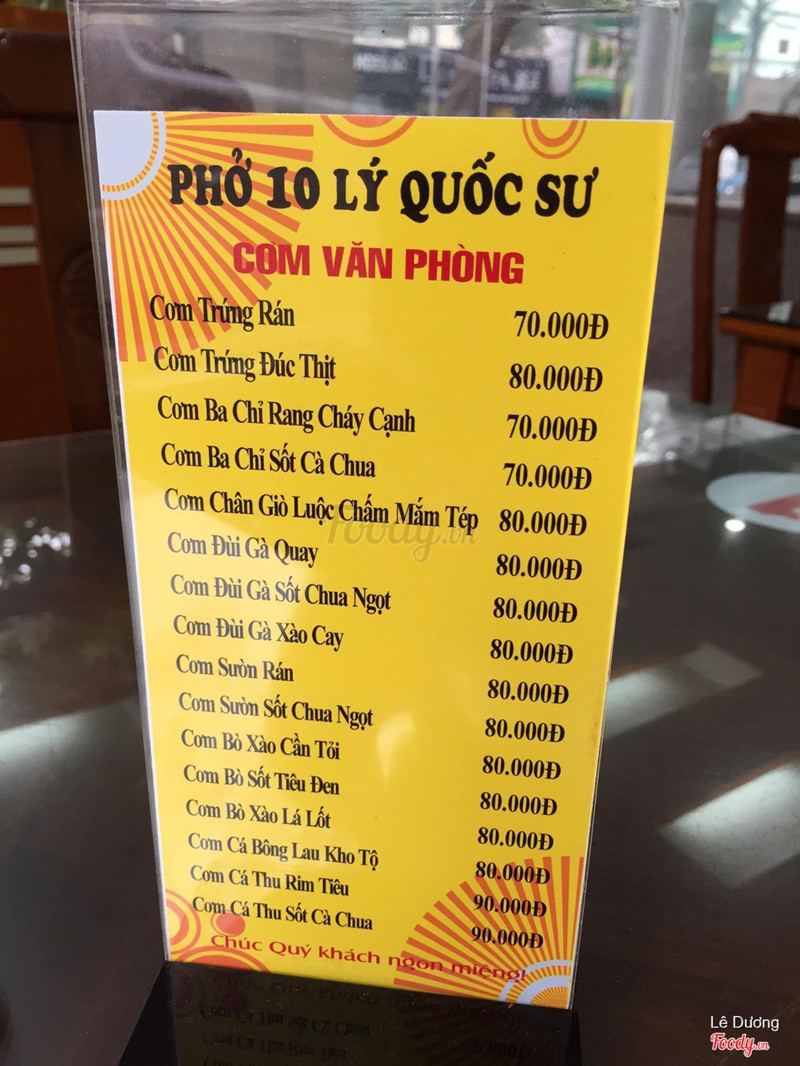 PHỞ 10 LÝ QUỐC SƯ
CƠM VĂN PHÒNG
Cơm Trứng Rán 70.000Đ
Cơm Trứng Đúc Thịt 80.000Đ
Cơm Ba Chỉ Rang Cháy Cạnh 70.000Đ
Cơm Ba Chỉ Sốt Cà Chua 70.000Đ
Cơm Chân Giò Luộc Chấm Mắm Tép 80.000Đ
Cơm Đùi Gà Quay 80.000Đ
Cơm Đùi Gà Sốt Chua Ngọt 80.000Đ
Cơm Đùi Gà Xào Cay 80.000Đ
Cơm Sườn Rán 80.000Đ
Cơm Sườn Sốt Chua Ngọt 80.000Đ
Cơm Bò Xào Cần Tỏi 80.000Đ
Cơm Bò Sốt Tiêu Đen 80.000Đ
Cơm Bò Xào Lá Lốt 80.000Đ
Cơm Cá Bông Lau Kho Tộ 80.000Đ
Cơm Cá Thu Rim Tiêu 90.000Đ
Cơm Cá Thu Sốt Cà Chua 90.000Đ
Chúc Quý khách ngon miệng!
foody.vn
Lê Dương
Foody.vn